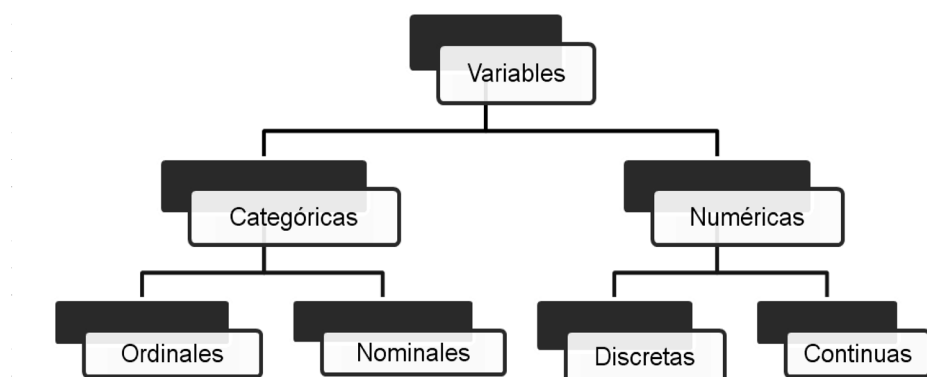 Variables
Categóricas
Numéricas
Ordinales
Nominales
Discretas
Continuas